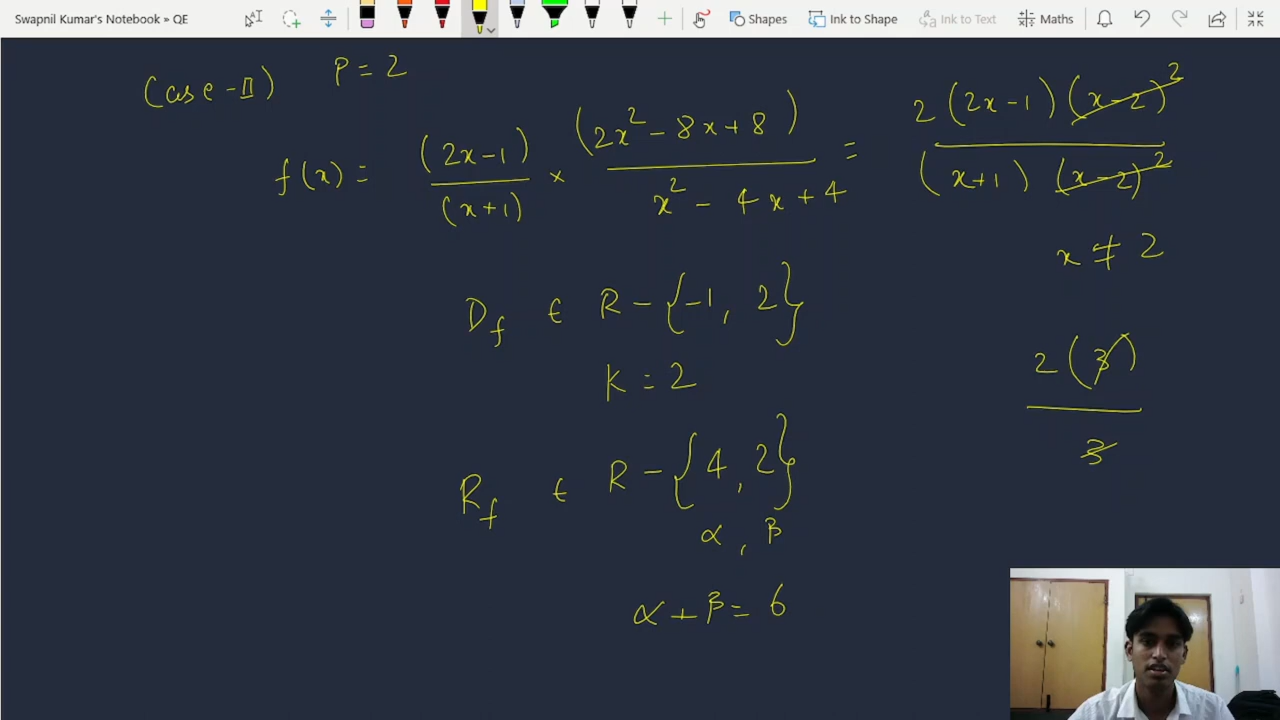 Swapnil Kumar's Notebook » QE
Shapes
Ink to Shape
Ink to Text
Maths
(Case-II) P = 2
f(x) = (2x-1)/(x+1) × (2x²-8x+8)/(x²-4x+4) = 2(2x-1)(x-2)²/(x+1)(x-2)²
x ≠ 2
D_f ∈ R - {-1, 2}
K = 2
2(3)/3
R_f ∈ R - {4, 2}
α, β
α + β = 6